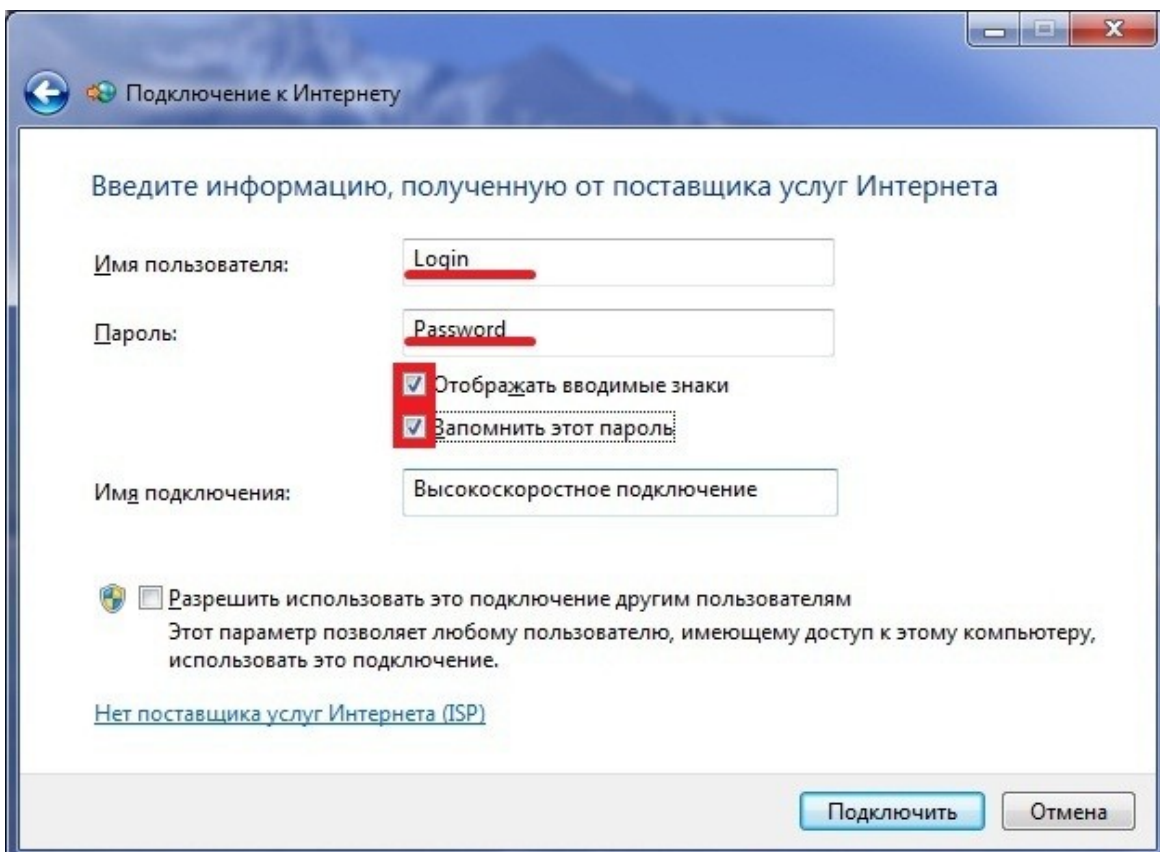 Подключение к Интернету
Введите информацию, полученную от поставщика услуг Интернета
Имя пользователя: Login
Пароль: Password
Отображать вводимые знаки
Запомнить этот пароль
Имя подключения: Высокоскоростное подключение
Разрешить использовать это подключение другим пользователям
Этот параметр позволяет любому пользователю, имеющему доступ к этому компьютеру,
использовать это подключение.
Нет поставщика услуг Интернета (ISP)
Подключить Отмена